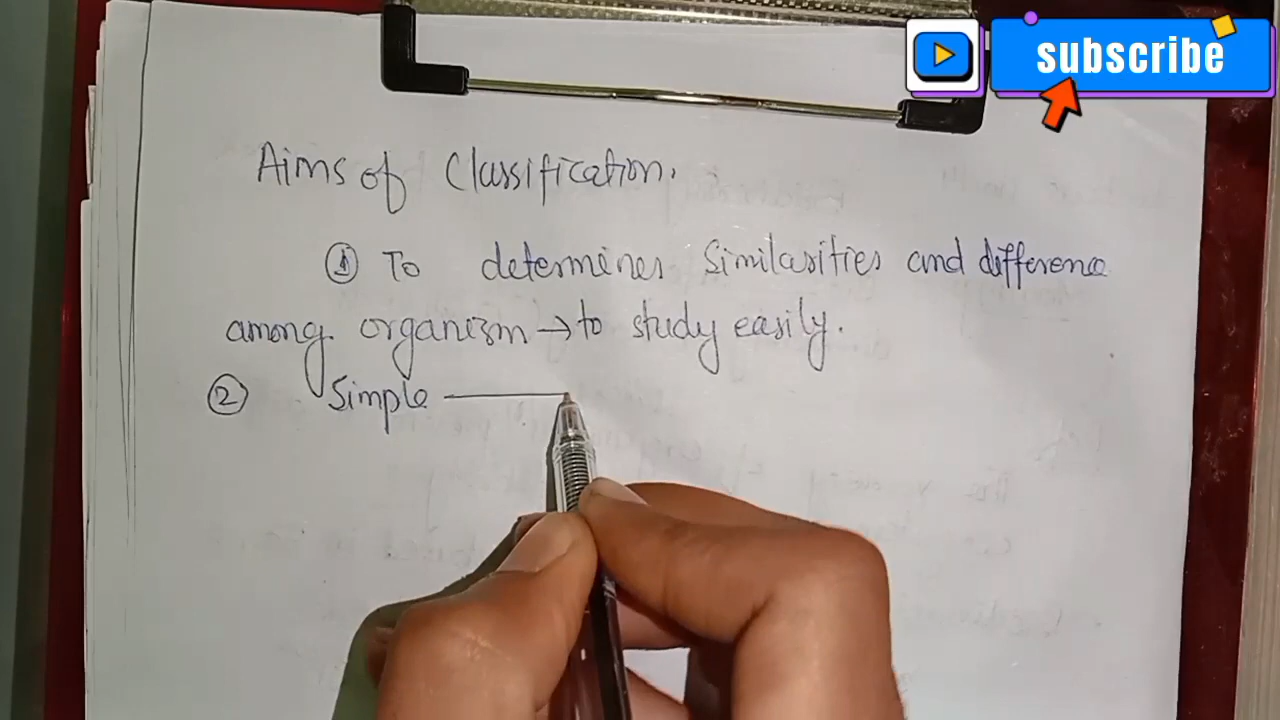 subscribe
Aims of Classification.
① To determines Similarities and difference
among organism → to study easily.
② Simple —